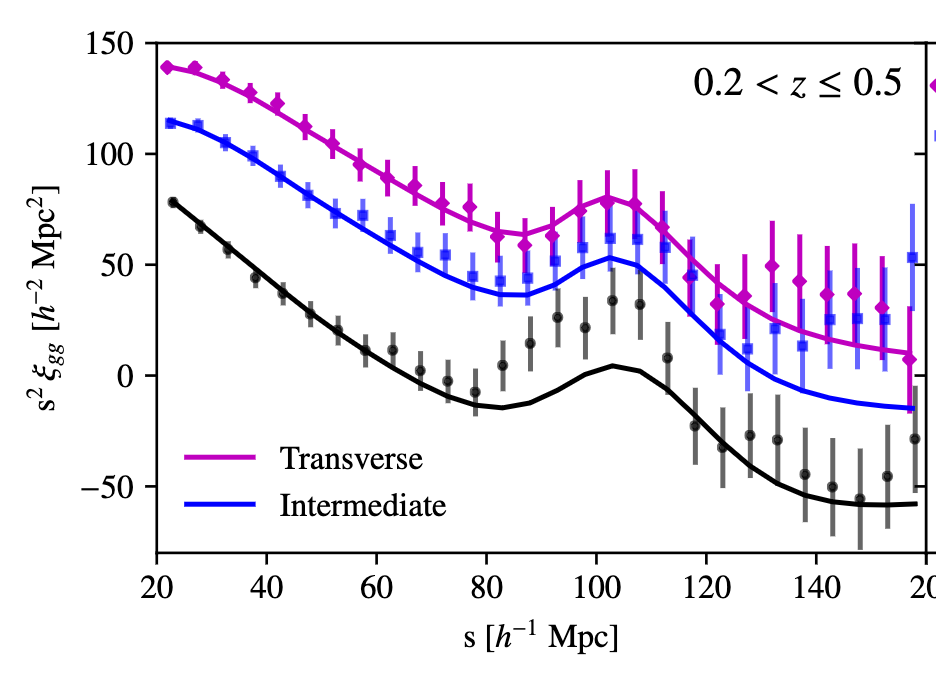 150
100
50
0
−50
s² ξgg [h⁻² Mpc²]
0.2 < z ≤ 0.5
Transverse
Intermediate
20 40 60 80 100 120 140 20
s [h⁻¹ Mpc]